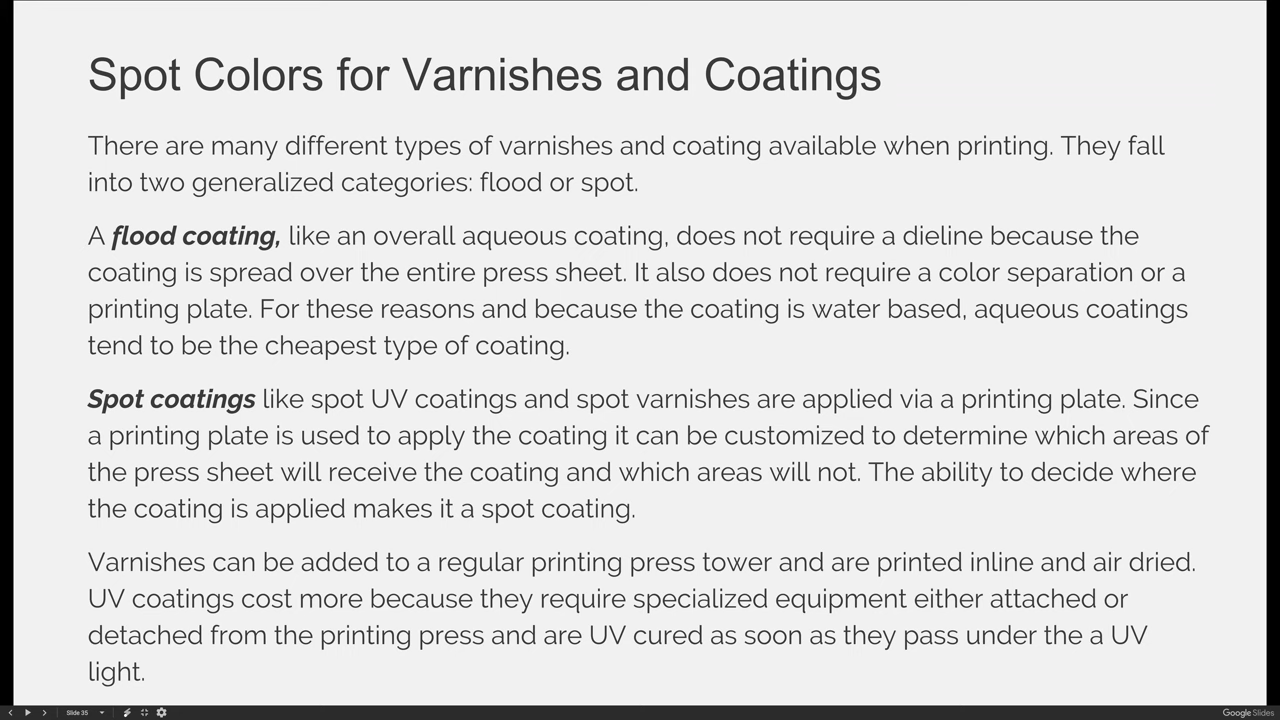 Spot Colors for Varnishes and Coatings
There are many different types of varnishes and coating available when printing. They fall
into two generalized categories: flood or spot.
A flood coating, like an overall aqueous coating, does not require a dieline because the
coating is spread over the entire press sheet. It also does not require a color separation or a
printing plate. For these reasons and because the coating is water based, aqueous coatings
tend to be the cheapest type of coating.
Spot coatings like spot UV coatings and spot varnishes are applied via a printing plate. Since
a printing plate is used to apply the coating it can be customized to determine which areas of
the press sheet will receive the coating and which areas will not. The ability to decide where
the coating is applied makes it a spot coating.
Varnishes can be added to a regular printing press tower and are printed inline and air dried.
UV coatings cost more because they require specialized equipment either attached or
detached from the printing press and are UV cured as soon as they pass under the a UV
light.
Slide 35
Google Slides